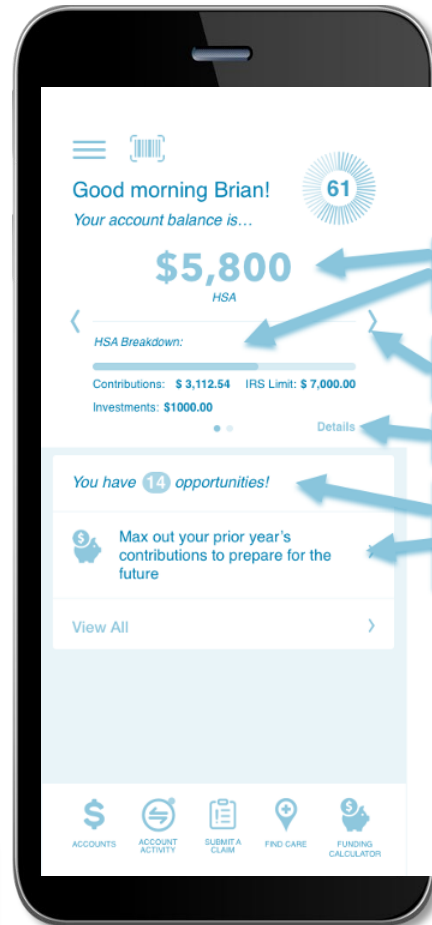 Good morning Brian!
61
Your account balance is...
$5,800
HSA
HSA Breakdown:
Contributions: $ 3,112.54 IRS Limit: $ 7,000.00
Investments: $1000.00
Details
You have 14 opportunities!
Max out your prior year's
contributions to prepare for the
future
View All
ACCOUNTS
ACCOUNT
ACTIVITY
SUBMIT A
CLAIM
FIND CARE
FUNDING
CALCULATOR